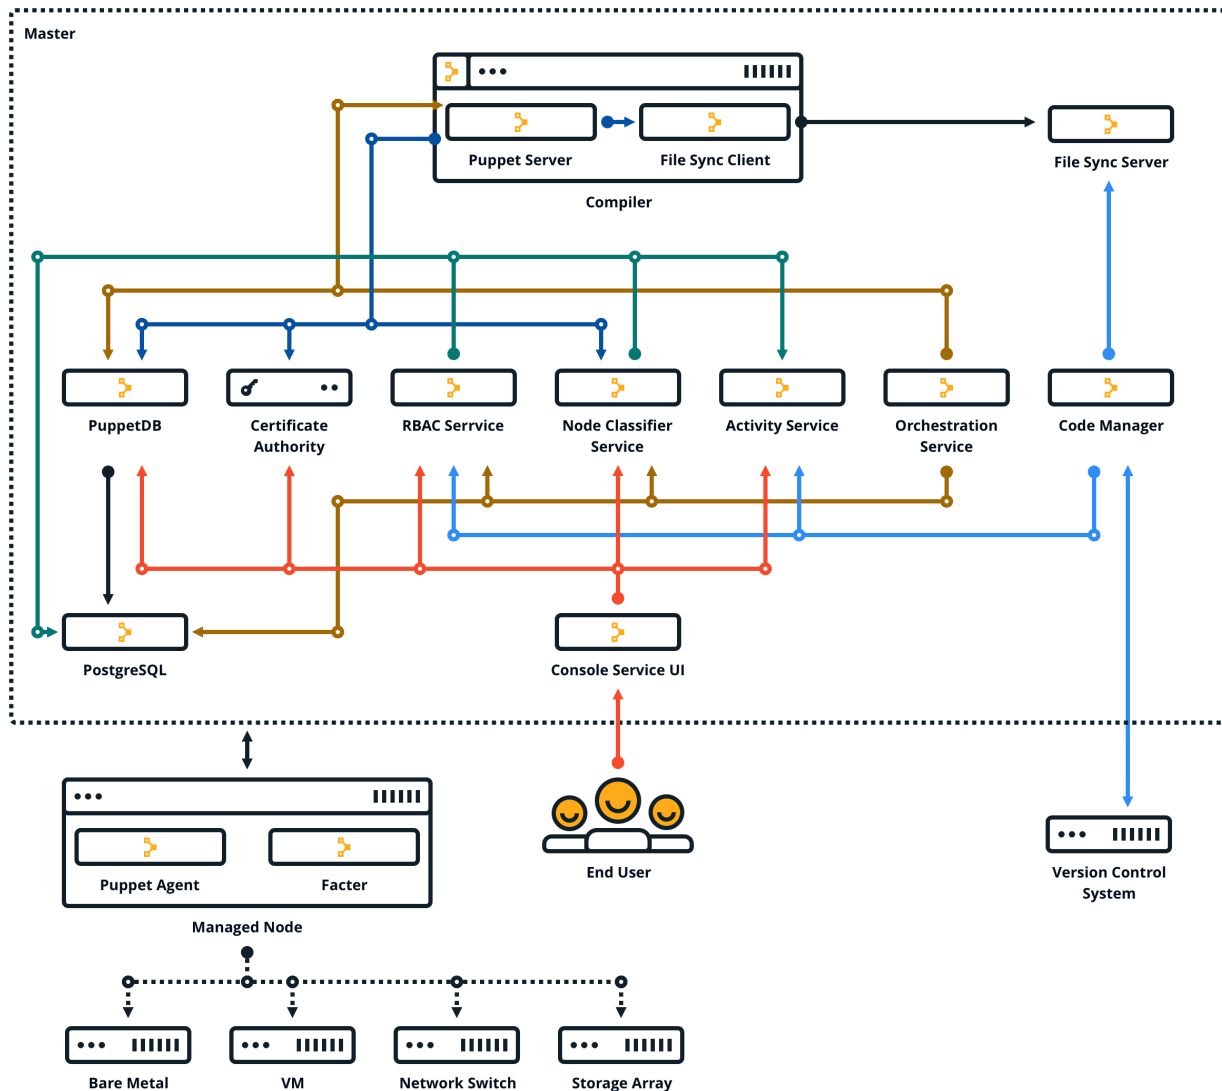 Master
Puppet Server
File Sync Client
File Sync Server
Compiler
PuppetDB
Certificate
Authority
RBAC Serrvice
Node Classifier
Service
Activity Service
Orchestration
Service
Code Manager
PostgreSQL
Console Service UI
Puppet Agent
Facter
End User
Version Control
System
Managed Node
Bare Metal
VM
Network Switch
Storage Array